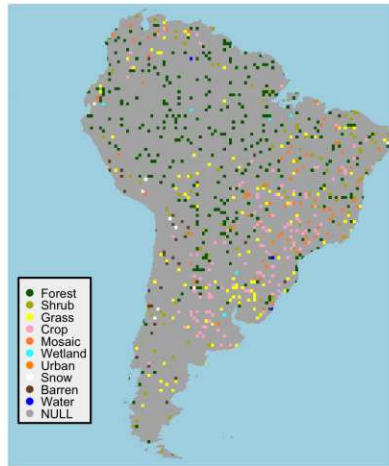 Forest
Shrub
Grass
Crop
Mosaic
Wetland
Urban
Snow
Barren
Water
NULL